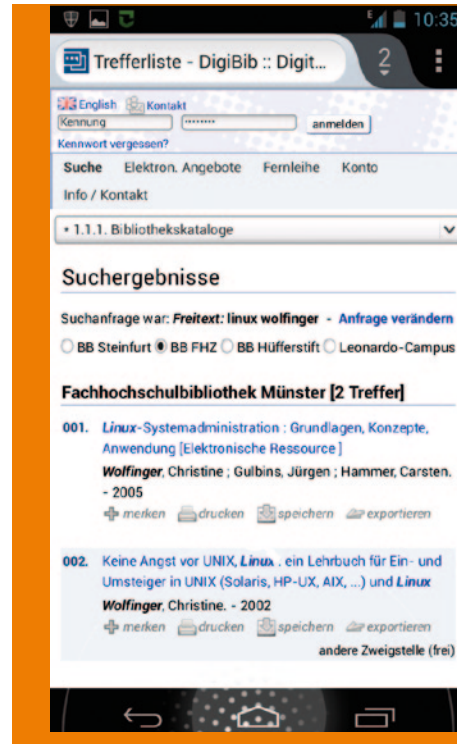 10:35
Trefferliste - DigiBib :: Digit...
2
English Kontakt
Kennung ******** anmelden
Kennwort vergessen?
Suche Elektron. Angebote Fernleihe Konto
Info / Kontakt
• 1.1.1. Bibliothekskataloge
Suchergebnisse
Suchanfrage war: Freitext: linux wolfinger - Anfrage verändern
BB Steinfurt BB FHZ BB Hüfferstift Leonardo-Campus
Fachhochschulbibliothek Münster [2 Treffer]
001. Linux-Systemadministration : Grundlagen, Konzepte,
Anwendung [Elektronische Ressource]
Wolfinger, Christine ; Gulbins, Jürgen ; Hammer, Carsten.
- 2005
merken drucken speichern exportieren
002. Keine Angst vor UNIX, Linux . ein Lehrbuch für Ein- und
Umsteiger in UNIX (Solaris, HP-UX, AIX, ...) und Linux
Wolfinger, Christine. - 2002
merken drucken speichern exportieren
andere Zweigstelle (frei)